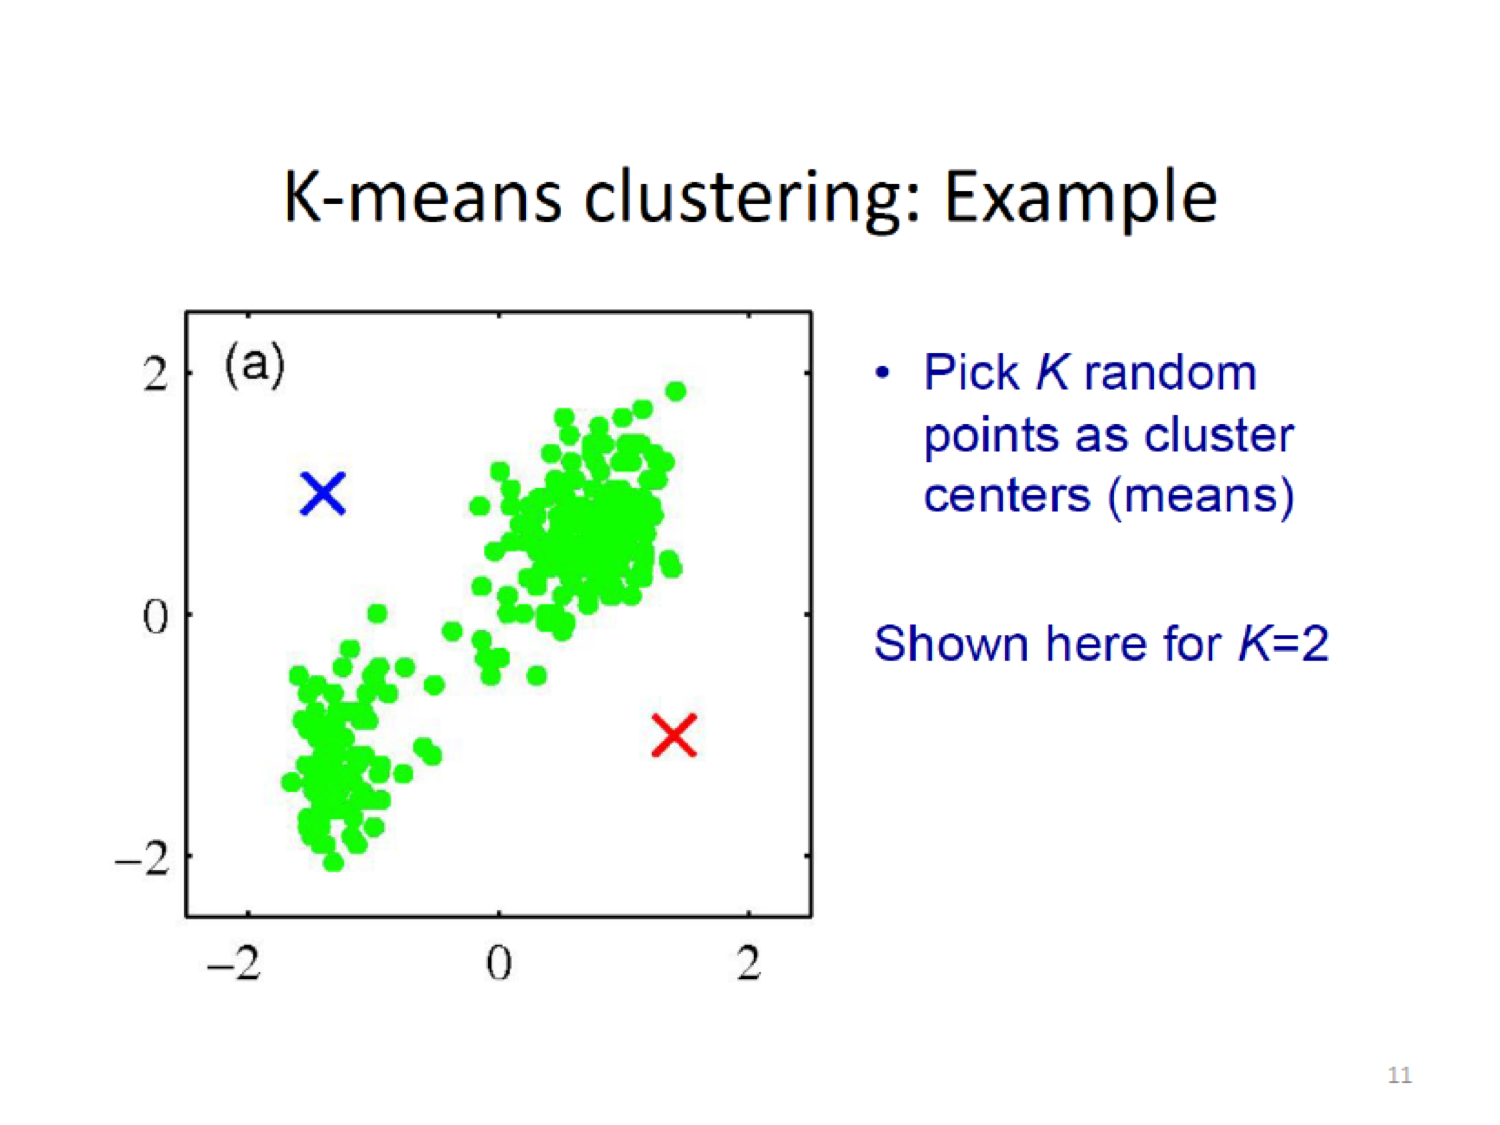 K-means clustering: Example
(a)
2
0
−2
−2 0 2
• Pick K random
points as cluster
centers (means)
Shown here for K=2
11